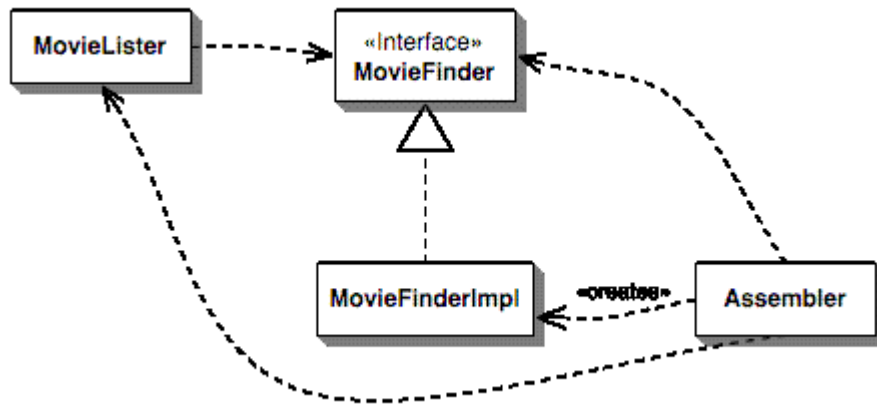 MovieLister
«Interface»
MovieFinder
MovieFinderImpl
«creates»
Assembler